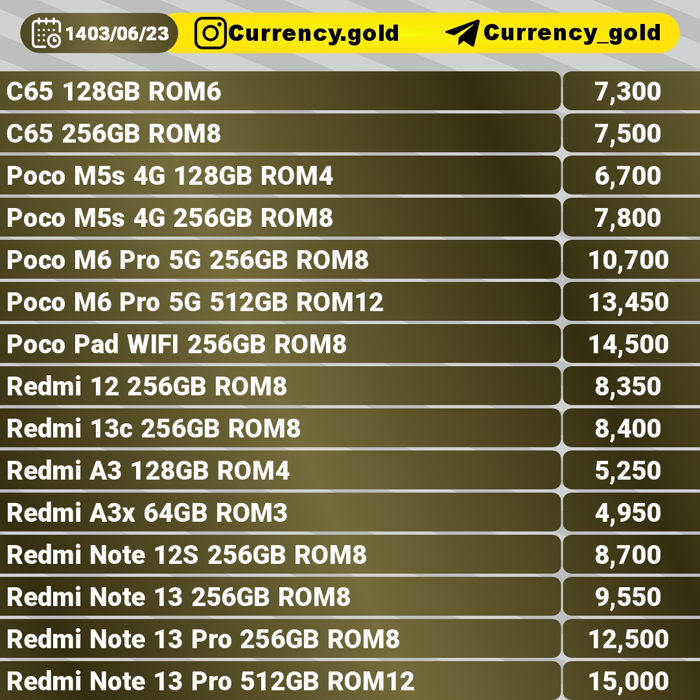 1403/06/23 Currency.gold Currency_gold
C65 128GB ROM6 7,300
C65 256GB ROM8 7,500
Poco M5s 4G 128GB ROM4 6,700
Poco M5s 4G 256GB ROM8 7,800
Poco M6 Pro 5G 256GB ROM8 10,700
Poco M6 Pro 5G 512GB ROM12 13,450
Poco Pad WIFI 256GB ROM8 14,500
Redmi 12 256GB ROM8 8,350
Redmi 13c 256GB ROM8 8,400
Redmi A3 128GB ROM4 5,250
Redmi A3x 64GB ROM3 4,950
Redmi Note 12S 256GB ROM8 8,700
Redmi Note 13 256GB ROM8 9,550
Redmi Note 13 Pro 256GB ROM8 12,500
Redmi Note 13 Pro 512GB ROM12 15,000